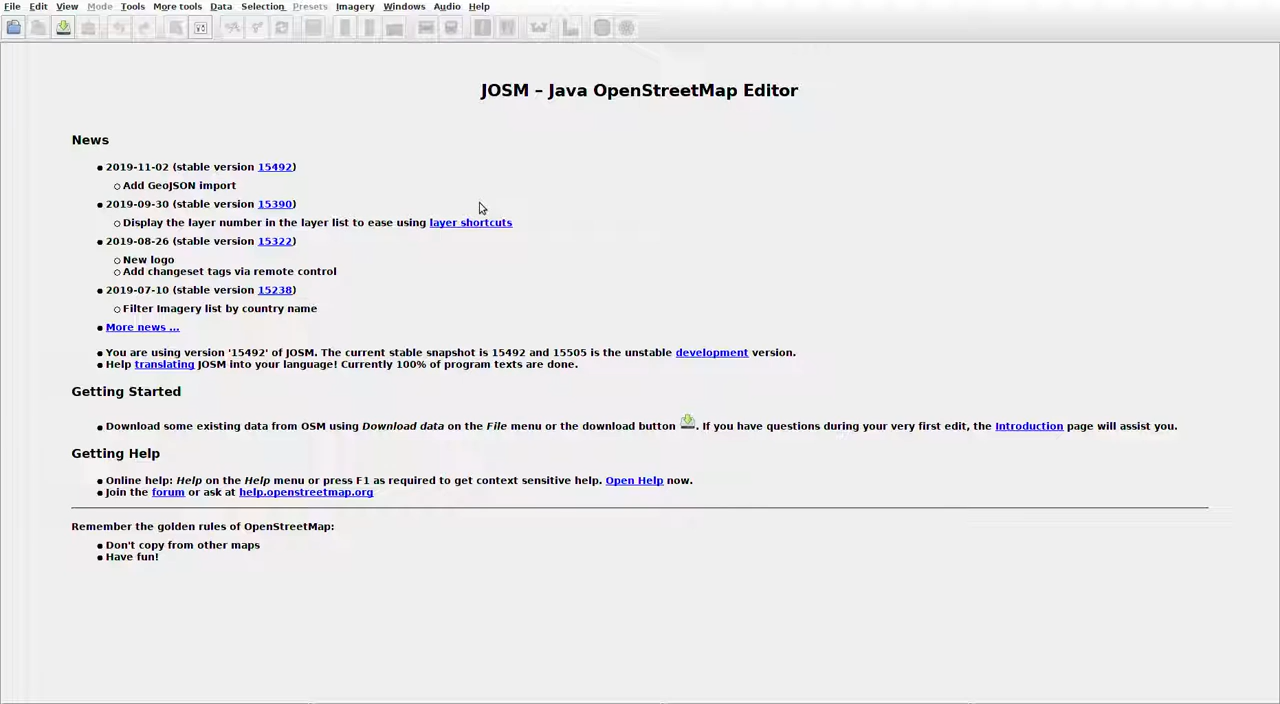 File Edit View Mode Tools More tools Data Selection Presets Imagery Windows Audio Help
JOSM – Java OpenStreetMap Editor
News
2019-11-02 (stable version 15492)
Add GeoJSON import
2019-09-30 (stable version 15390)
Display the layer number in the layer list to ease using layer shortcuts
2019-08-26 (stable version 15322)
New logo
Add changeset tags via remote control
2019-07-10 (stable version 15238)
Filter Imagery list by country name
More news ...
You are using version '15492' of JOSM. The current stable snapshot is 15492 and 15505 is the unstable development version.
Help translating JOSM into your language! Currently 100% of program texts are done.
Getting Started
Download some existing data from OSM using Download data on the File menu or the download button . If you have questions during your very first edit, the Introduction page will assist you.
Getting Help
Online help: Help on the Help menu or press F1 as required to get context sensitive help. Open Help now.
Join the forum or ask at help.openstreetmap.org
Remember the golden rules of OpenStreetMap:
Don't copy from other maps
Have fun!